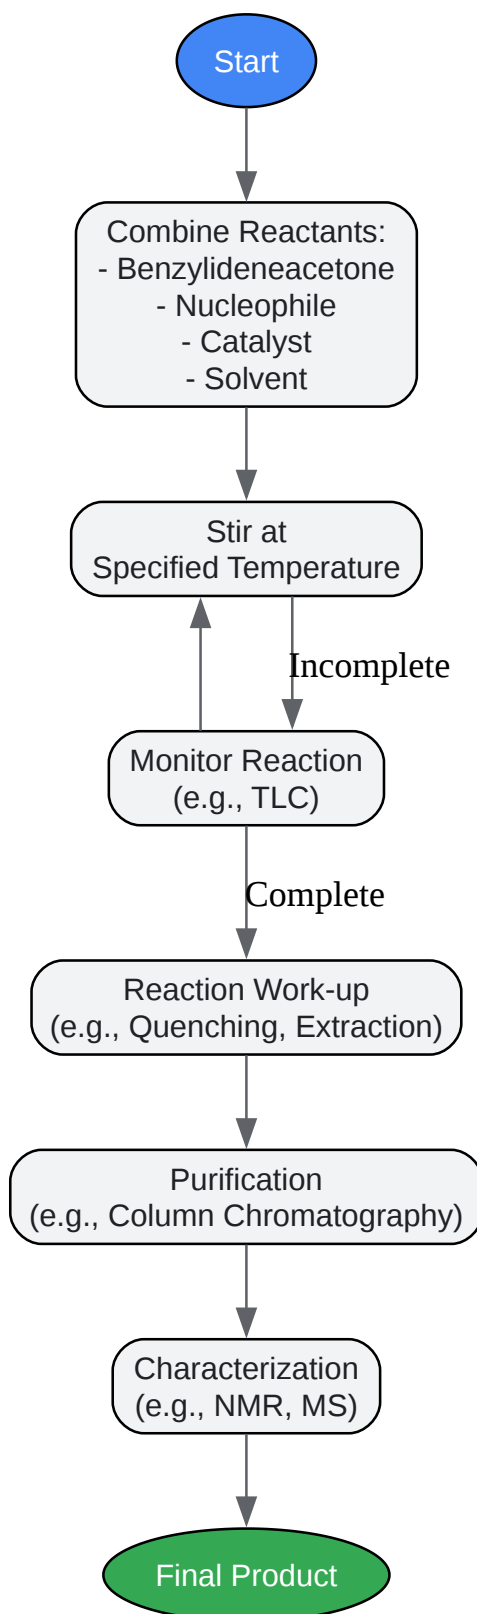 Start
Combine Reactants:
- Benzylideneacetone
- Nucleophile
- Catalyst
- Solvent
Stir at
Specified Temperature
Incomplete
Monitor Reaction
(e.g., TLC)
Complete
Reaction Work-up
(e.g., Quenching, Extraction)
Purification
(e.g., Column Chromatography)
Characterization
(e.g., NMR, MS)
Final Product